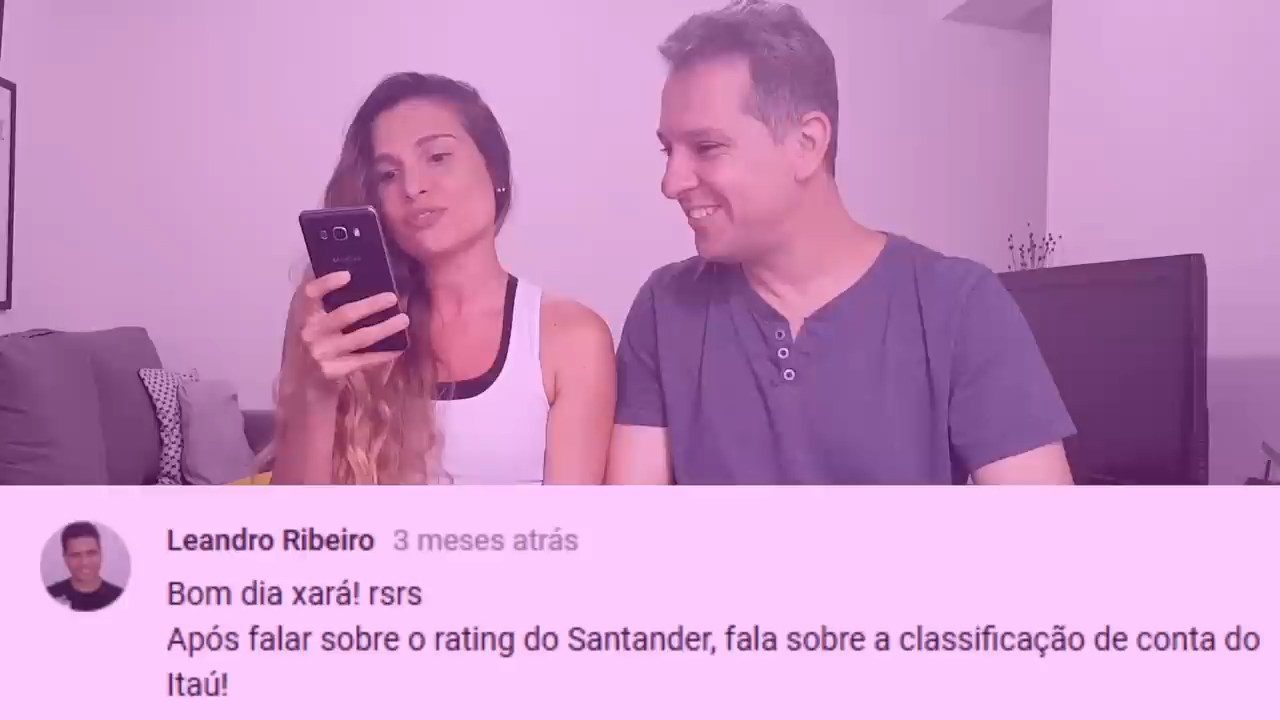 Leandro Ribeiro 3 meses atrás
Bom dia xará! rsrs
Após falar sobre o rating do Santander, fala sobre a classificação de conta do
Itaú!